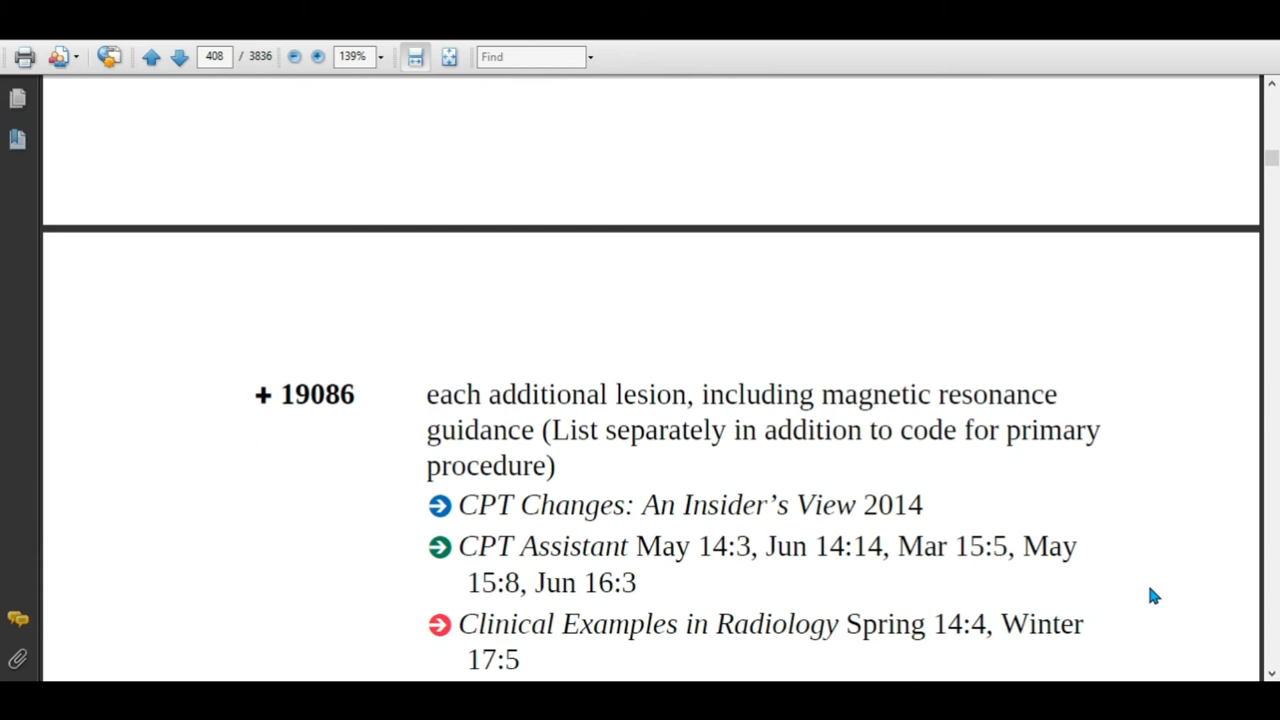 408 / 3836 139% Find
+ 19086 each additional lesion, including magnetic resonance
guidance (List separately in addition to code for primary
procedure)
CPT Changes: An Insider’s View 2014
CPT Assistant May 14:3, Jun 14:14, Mar 15:5, May
15:8, Jun 16:3
Clinical Examples in Radiology Spring 14:4, Winter
17:5